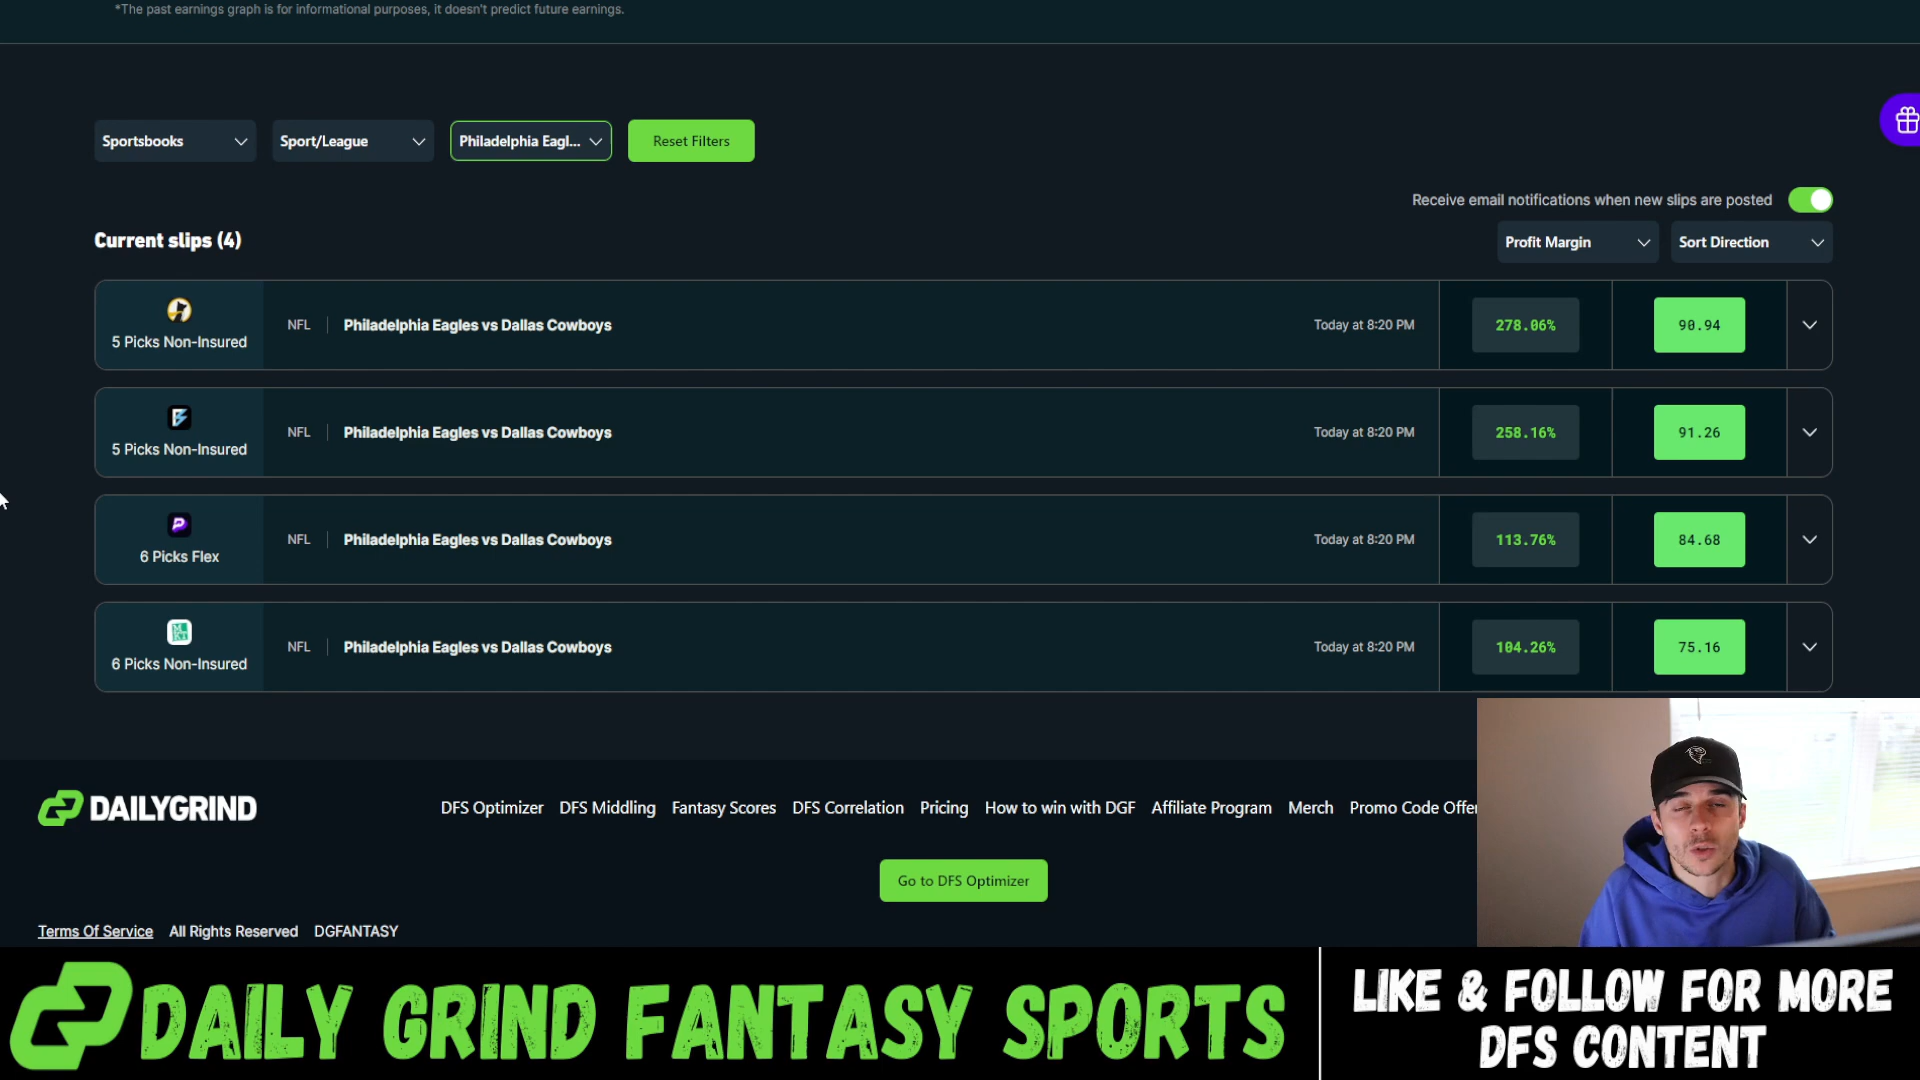 *The past earnings graph is for informational purposes, it doesn't predict future earnings.
Sportsbooks
Sport/League
Philadelphia Eagl...
Reset Filters
Receive email notifications when new slips are posted
Current slips (4)
Profit Margin
Sort Direction
5 Picks Non-Insured
NFL
Philadelphia Eagles vs Dallas Cowboys
Today at 8:20 PM
278.06%
90.94
5 Picks Non-Insured
NFL
Philadelphia Eagles vs Dallas Cowboys
Today at 8:20 PM
258.16%
91.26
6 Picks Flex
NFL
Philadelphia Eagles vs Dallas Cowboys
Today at 8:20 PM
113.76%
84.68
6 Picks Non-Insured
NFL
Philadelphia Eagles vs Dallas Cowboys
Today at 8:20 PM
104.26%
75.16
DAILYGRIND
DFS Optimizer
DFS Middling
Fantasy Scores
DFS Correlation
Pricing
How to win with DGF
Affiliate Program
Merch
Promo Code Offer
Go to DFS Optimizer
Terms Of Service
All Rights Reserved
DGFANTASY
DAILY GRIND FANTASY SPORTS
LIKE & FOLLOW FOR MORE
DFS CONTENT